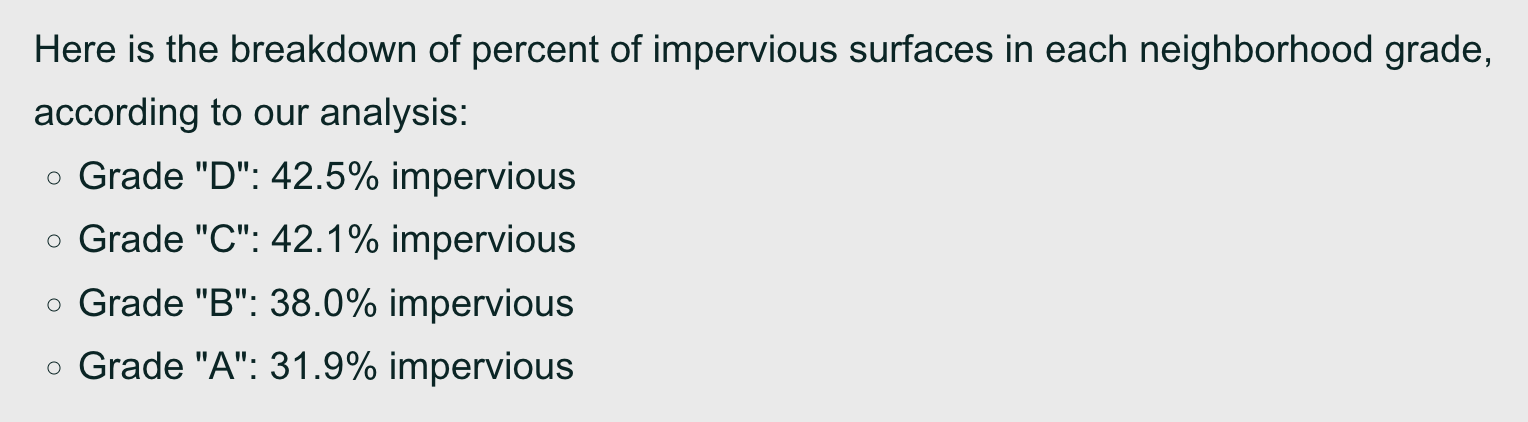 Here is the breakdown of percent of impervious surfaces in each neighborhood grade,
according to our analysis:
◦ Grade "D": 42.5% impervious
◦ Grade "C": 42.1% impervious
◦ Grade "B": 38.0% impervious
◦ Grade "A": 31.9% impervious